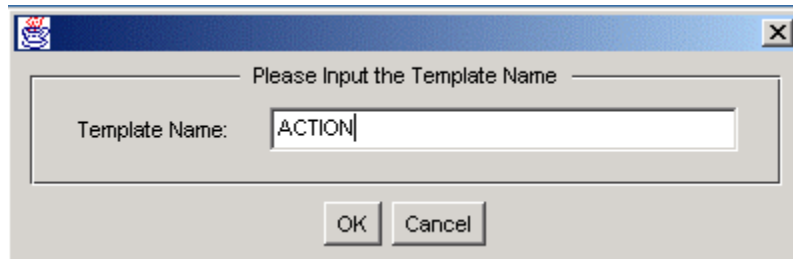 Please Input the Template Name
Template Name: ACTION
OK Cancel